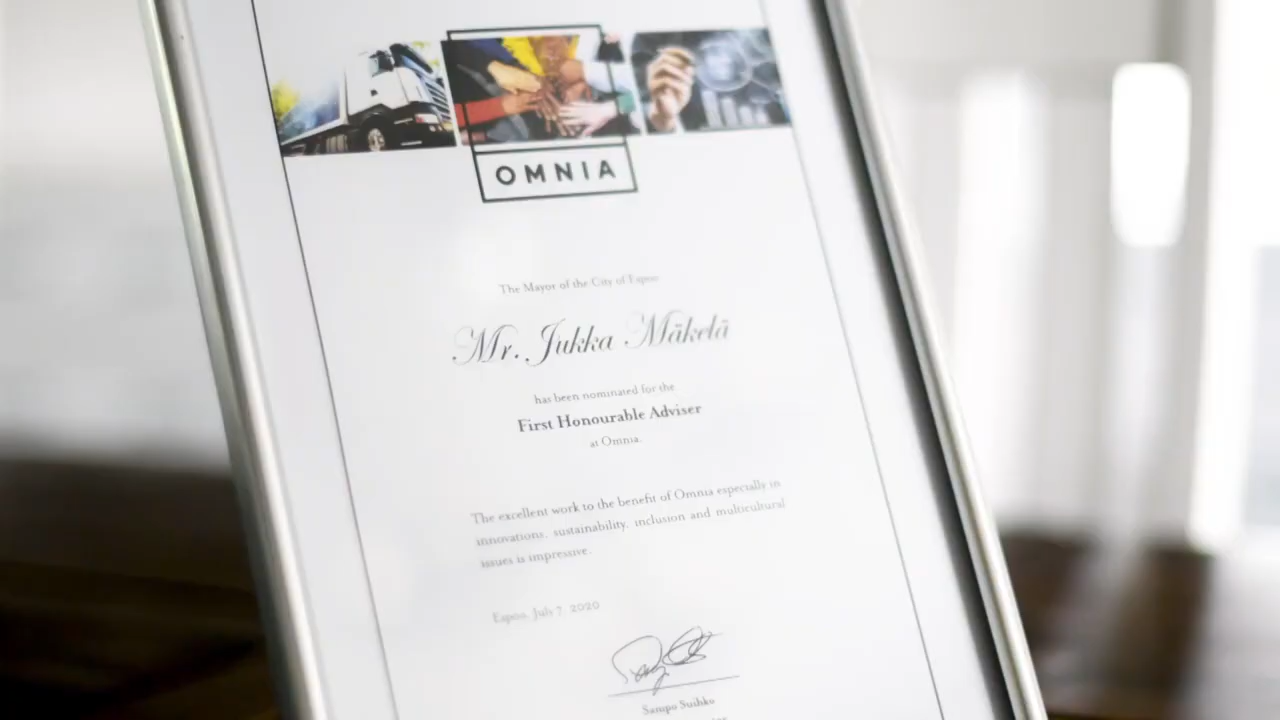 OMNIA
The Mayor of the City of Espoo
Mr. Jukka Mäkelä
has been nominated for the
First Honourable Adviser
at Omnia.
The excellent work to the benefit of Omnia especially in
innovations, sustainability, inclusion and multicultural
issues is impressive.
Espoo, July 7, 2020
Sampo Suihko